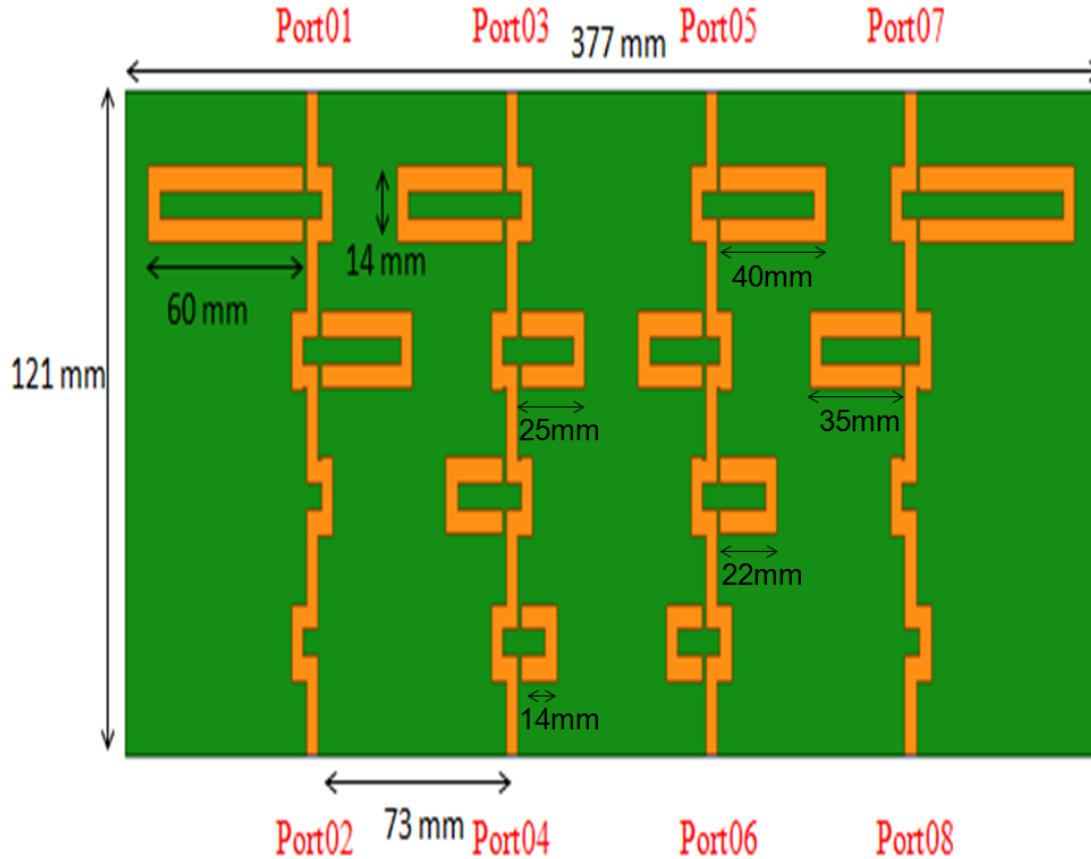 Port01 Port03 Port05 Port07
377 mm
14 mm
40mm
60 mm
121 mm
25mm
35mm
22mm
14mm
73 mm
Port02 Port04 Port06 Port08